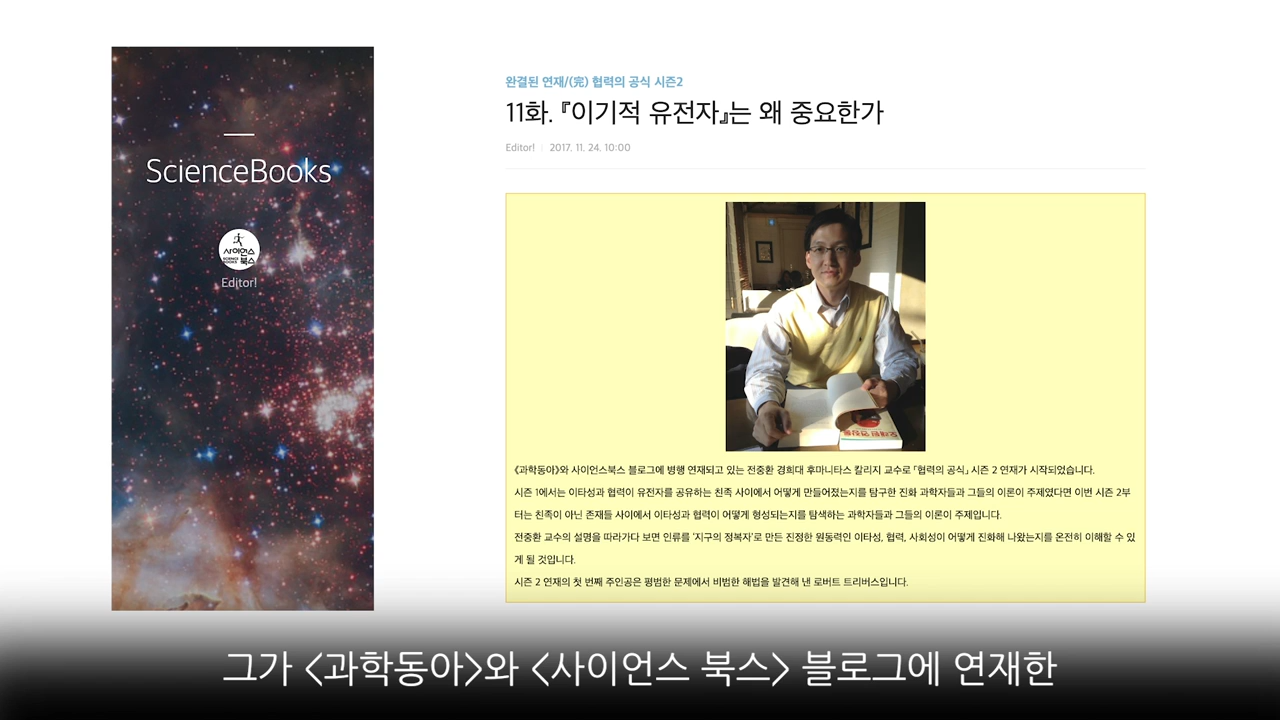 ScienceBooks
사이언스
SCIENCE BOOKS 북스
Editor!
완결된 연재/(完) 협력의 공식 시즌2
11화.『이기적 유전자』는 왜 중요한가
Editor! 2017. 11. 24. 10:00
《과학동아》와 사이언스북스 블로그에 병행 연재되고 있는 전중환 경희대 후마니타스 칼리지 교수로 「협력의 공식」 시즌 2 연재가 시작되었습니다.
시즌 1에서는 이타성과 협력이 유전자를 공유하는 친족 사이에서 어떻게 만들어졌는지를 탐구한 진화 과학자들과 그들의 이론이 주제였다면 이번 시즌 2부
터는 친족이 아닌 존재들 사이에서 이타성과 협력이 어떻게 형성되는지를 탐색하는 과학자들과 그들의 이론이 주제입니다.
전중환 교수의 설명을 따라가다 보면 인류를 '지구의 정복자'로 만든 진정한 원동력인 이타성, 협력, 사회성이 어떻게 진화해 나왔는지를 온전히 이해할 수 있
게 될 것입니다.
시즌 2 연재의 첫 번째 주인공은 평범한 문제에서 비범한 해법을 발견해 낸 로버트 트리버스입니다.
그가 <과학동아>와 <사이언스 북스> 블로그에 연재한